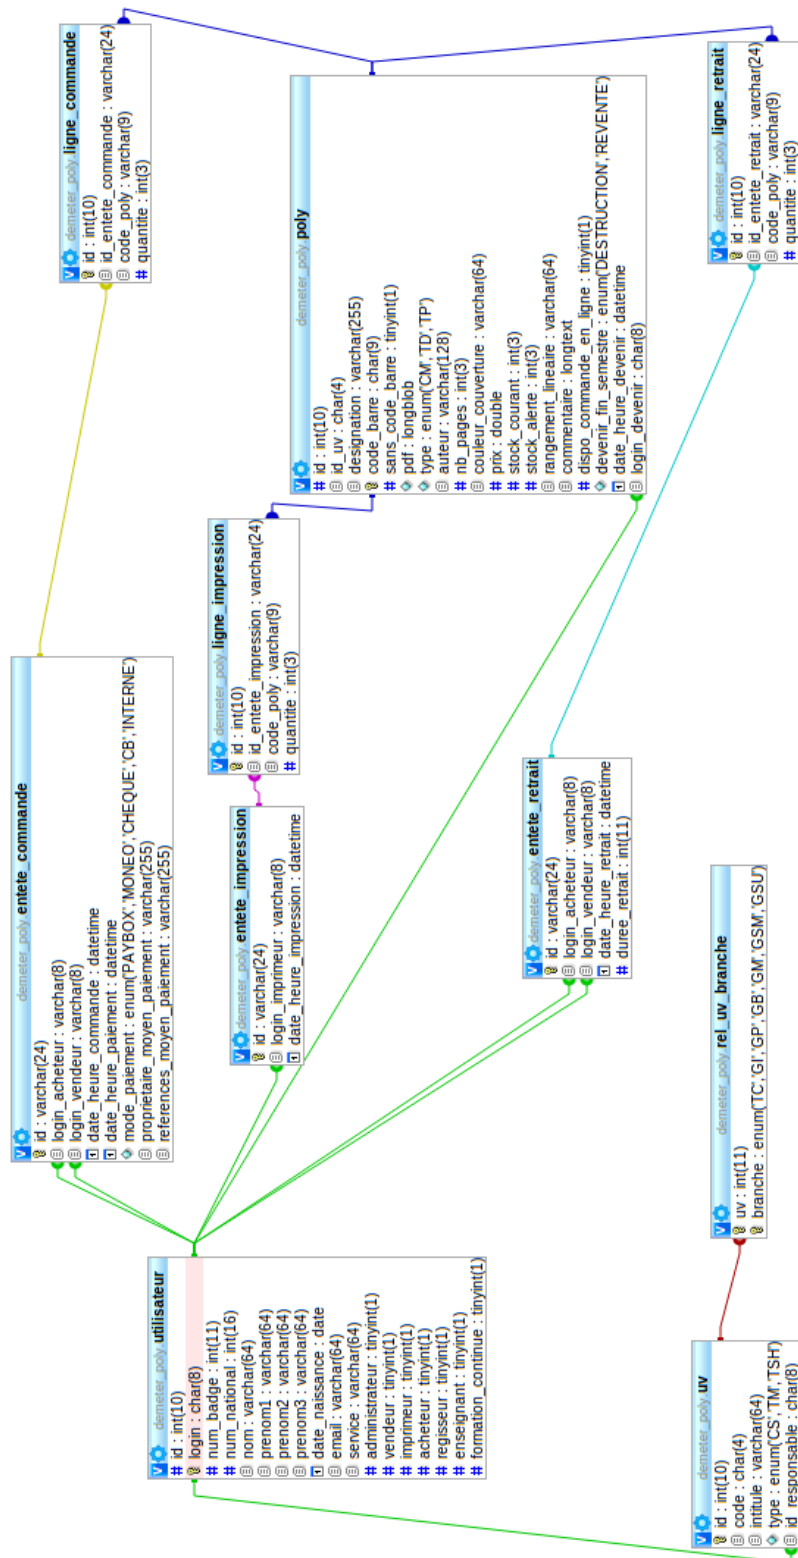 demeter_poly utilisateur
id : int(10)
login : char(8)
num_badge : int(11)
num_national : int(16)
nom : varchar(64)
prenom1 : varchar(64)
prenom2 : varchar(64)
prenom3 : varchar(64)
date_naissance : date
email : varchar(64)
service : varchar(64)
administrateur : tinyint(1)
vendeur : tinyint(1)
imprimeur : tinyint(1)
acheteur : tinyint(1)
regisseur : tinyint(1)
enseignant : tinyint(1)
formation_continue : tinyint(1)
demeter_poly uv
id : int(10)
code : char(4)
intitule : varchar(64)
type : enum('CS','TM','TSH')
id_responsable : char(8)
demeter_poly entete_commande
id : varchar(24)
login_acheteur : varchar(8)
login_vendeur : varchar(8)
date_heure_commande : datetime
date_heure_paiement : datetime
mode_paiement : enum('PAYBOX','MONEO','CHEQUE','CB','INTERNE')
proprietaire_moyen_paiement : varchar(255)
references_moyen_paiement : varchar(255)
demeter_poly entete_impression
id : varchar(24)
login_imprimeur : varchar(8)
date_heure_impression : datetime
demeter_poly entete_retrait
id : varchar(24)
login_acheteur : varchar(8)
login_vendeur : varchar(8)
date_heure_retrait : datetime
duree_retrait : int(11)
demeter_poly rel_uv_branche
uv : int(11)
branche : enum('TC','GI','GP','GB','GM','GSM','GSU')
demeter_poly ligne_impression
id : int(10)
id_entete_impression : varchar(24)
code_poly : varchar(9)
quantite : int(3)
demeter_poly ligne_commande
id : int(10)
id_entete_commande : varchar(24)
code_poly : varchar(9)
quantite : int(3)
demeter_poly poly
id : int(10)
id_uv : char(4)
designation : varchar(255)
code_barre : char(9)
sans_code_barre : tinyint(1)
pdf : longblob
type : enum('CM','TD','TP')
auteur : varchar(128)
nb_pages : int(3)
couleur_couverture : varchar(64)
prix : double
stock_courant : int(3)
stock_alerte : int(3)
rangement_lineaire : varchar(64)
commentaire : longtext
dispo_commande_en_ligne : tinyint(1)
devenir_fin_semestre : enum('DESTRUCTION','REVENTE')
date_heure_devenir : datetime
login_devenir : char(8)
demeter_poly ligne_retrait
id : int(10)
id_entete_retrait : varchar(24)
code_poly : varchar(9)
quantite : int(3)